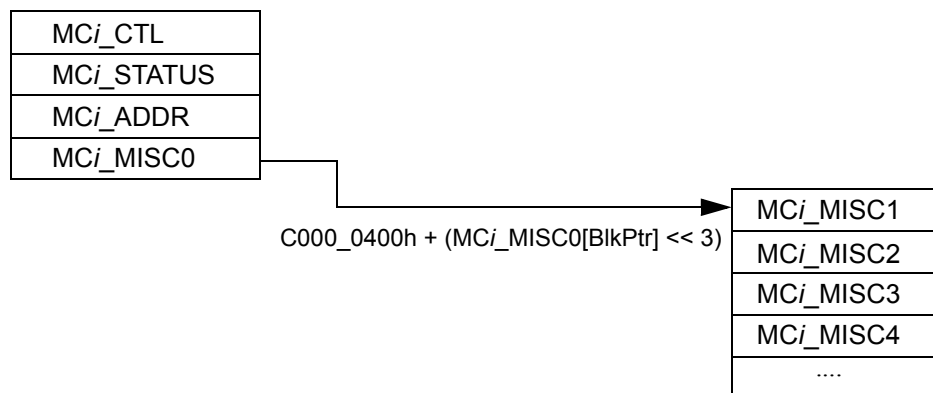 MCi_CTL
MCi_STATUS
MCi_ADDR
MCi_MISC0
C000_0400h + (MCi_MISC0[BlkPtr] << 3)
MCi_MISC1
MCi_MISC2
MCi_MISC3
MCi_MISC4
....